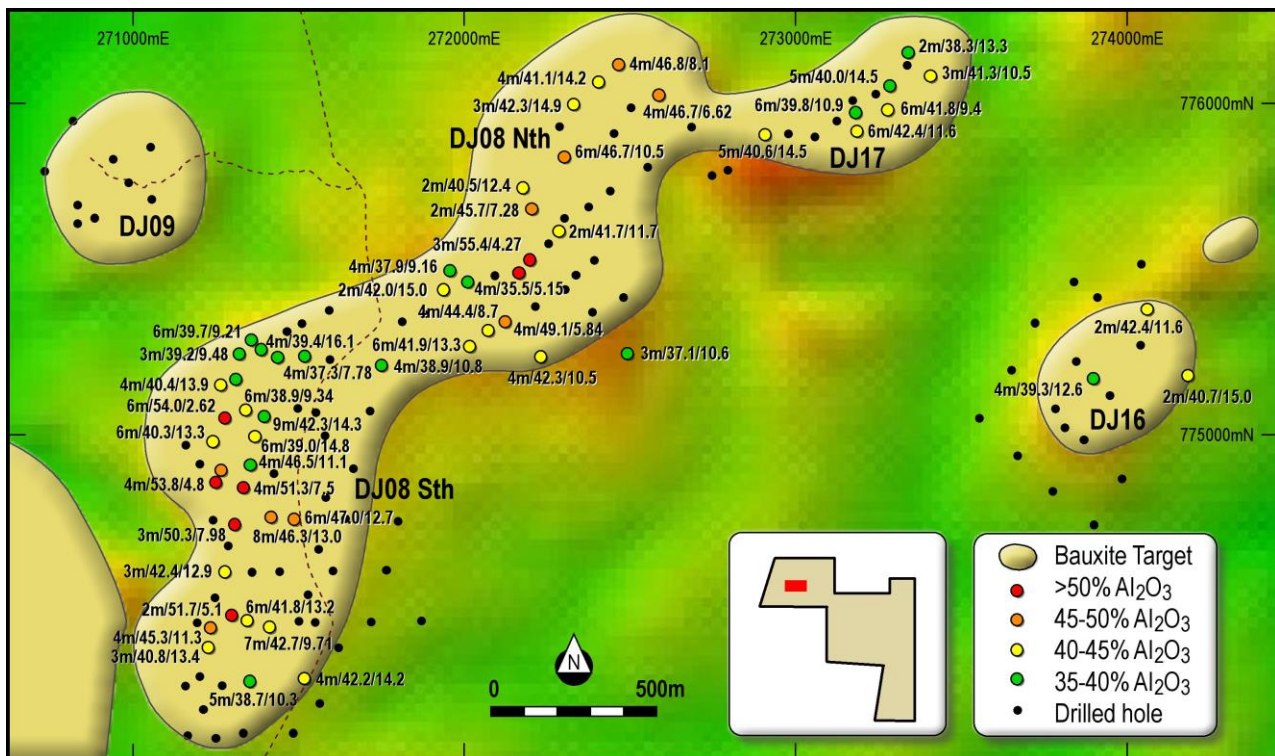 271000mE
272000mE
273000mE
274000mE
2m/38.3/13.3
4m/46.8/8.1
5m/40.0/14.5
3m/41.3/10.5
4m/41.1/14.2
776000mN
3m/42.3/14.9
4m/46.7/6.62
6m/39.8/10.9
6m/41.8/9.4
DJ08 Nth
6m/42.4/11.6
6m/46.7/10.5
5m/40.6/14.5
DJ17
2m/40.5/12.4
2m/45.7/7.28
DJ09
2m/41.7/11.7
3m/55.4/4.27
4m/37.9/9.16
4m/35.5/5.15
2m/42.0/15.0
4m/44.4/8.7
4m/49.1/5.84
2m/42.4/11.6
6m/39.7/9.21
4m/39.4/16.1
3m/39.2/9.48
6m/41.9/13.3
3m/37.1/10.6
4m/37.3/7.78
4m/38.9/10.8
4m/42.3/10.5
4m/40.4/13.9
4m/39.3/12.6
2m/40.7/15.0
6m/38.9/9.34
6m/54.0/2.62
9m/42.3/14.3
DJ16
6m/40.3/13.3
6m/39.0/14.8
775000mN
4m/46.5/11.1
4m/53.8/4.8
4m/51.3/7.5
DJ08 Sth
6m/47.0/12.7
3m/50.3/7.98
8m/46.3/13.0
3m/42.4/12.9
2m/51.7/5.1
6m/41.8/13.2
4m/45.3/11.3
7m/42.7/9.71
3m/40.8/13.4
4m/42.2/14.2
5m/38.7/10.3
N
0 500m
Bauxite Target
>50% Al₂O₃
45-50% Al₂O₃
40-45% Al₂O₃
35-40% Al₂O₃
Drilled hole